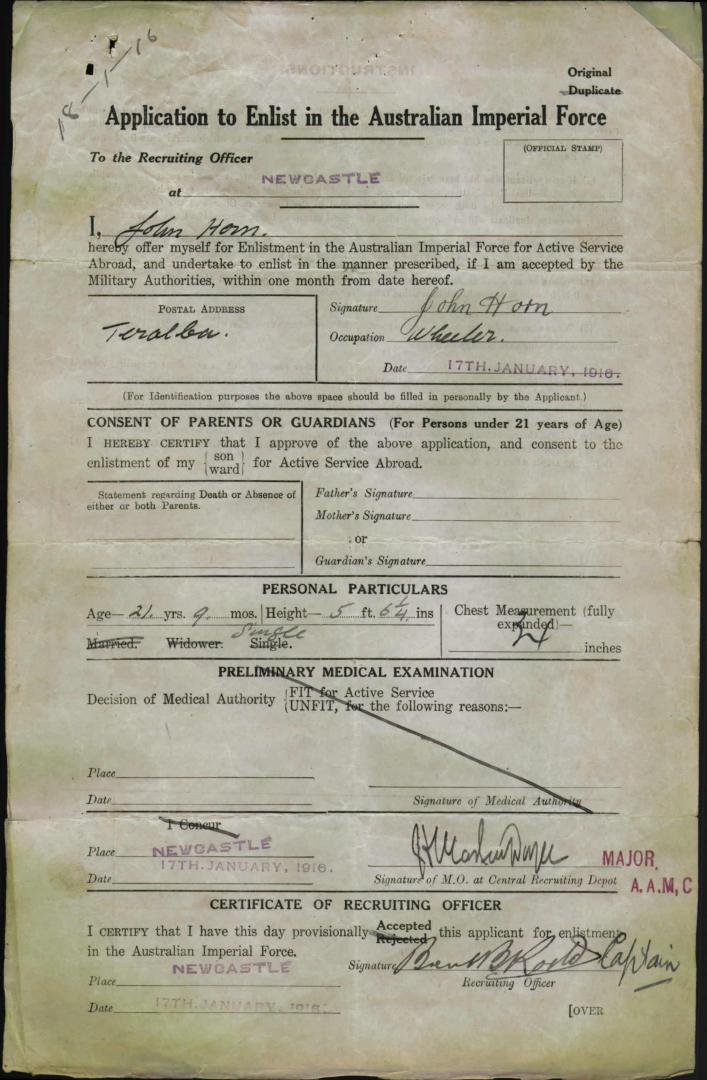 18-1-16
Original
Duplicate
Application to Enlist in the Australian Imperial Force
To the Recruiting Officer
(OFFICIAL STAMP)
at NEWCASTLE
I, John Horn.
hereby offer myself for Enlistment in the Australian Imperial Force for Active Service
Abroad, and undertake to enlist in the manner prescribed, if I am accepted by the
Military Authorities, within one month from date hereof.
POSTAL ADDRESS
Teralba.
Signature John Horn
Occupation Wheeler.
Date 17TH. JANUARY, 1916.
(For Identification purposes the above space should be filled in personally by the Applicant.)
CONSENT OF PARENTS OR GUARDIANS (For Persons under 21 years of Age)
I HEREBY CERTIFY that I approve of the above application, and consent to the
enlistment of my {son ward} for Active Service Abroad.
Statement regarding Death or Absence of
either or both Parents.
Father's Signature
Mother's Signature
or
Guardian's Signature
PERSONAL PARTICULARS
Age— 21 yrs. 9 mos. Height— 5 ft. 6 1/4 ins
Chest Measurement (fully
expanded)—
34 inches
Single
Married. Widower. Single.
PRELIMINARY MEDICAL EXAMINATION
Decision of Medical Authority {FIT for Active Service
{UNFIT, for the following reasons:—
Place
Date
Signature of Medical Authority
I Concur
Place NEWCASTLE
Date 17TH. JANUARY, 1916.
MAJOR,
A.A.M,C
Signature of M.O. at Central Recruiting Depot
CERTIFICATE OF RECRUITING OFFICER
I CERTIFY that I have this day provisionally Accepted Rejected this applicant for enlistment
in the Australian Imperial Force.
Place NEWCASTLE
Signature Captain
Recruiting Officer
Date 17TH. JANUARY, 1916.
[OVER